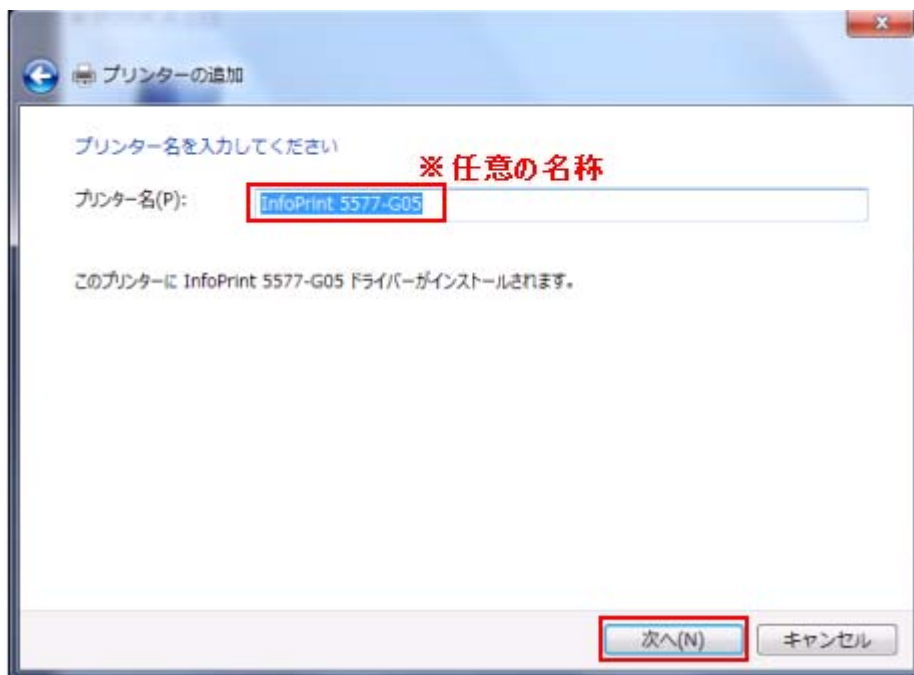 プリンターの追加
プリンター名を入力してください
※任意の名称
プリンター名(P):
InfoPrint 5577-G05
このプリンターに InfoPrint 5577-G05 ドライバーがインストールされます。
次へ(N)
キャンセル